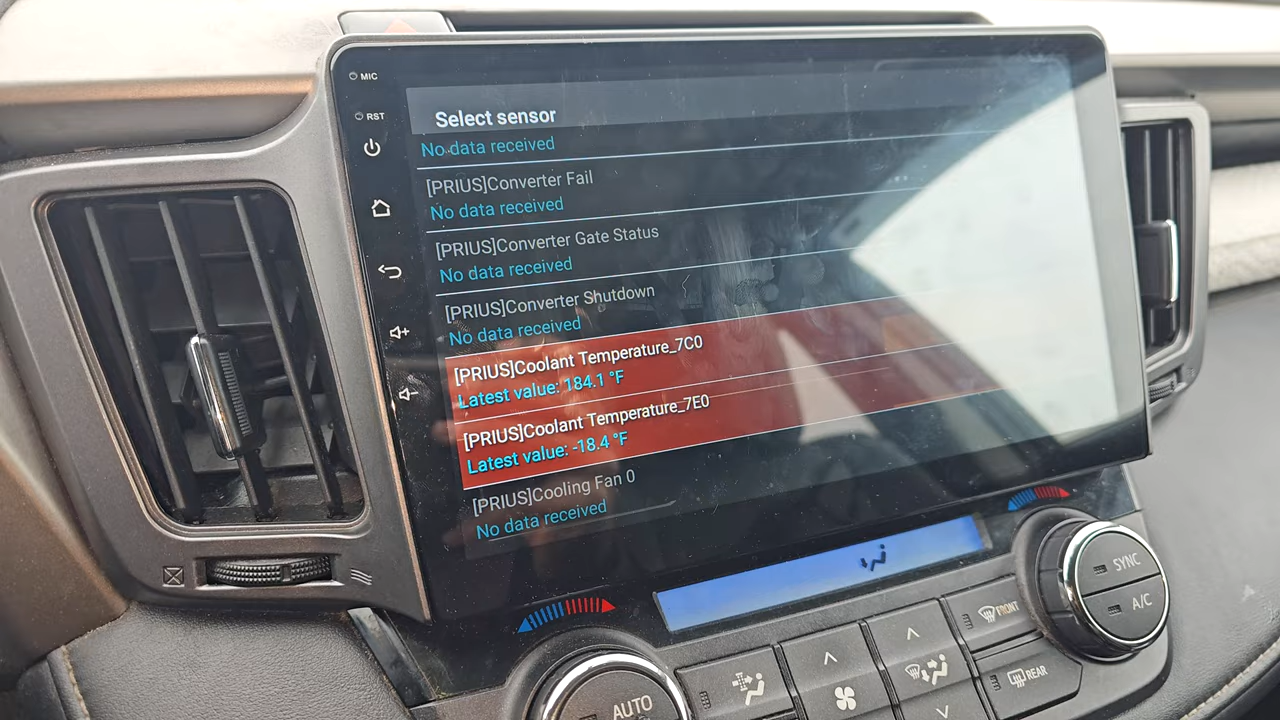 MIC
RST
Select sensor
No data received
[PRIUS]Converter Fail
No data received
[PRIUS]Converter Gate Status
No data received
[PRIUS]Converter Shutdown
No data received
[PRIUS]Coolant Temperature_7C0
Latest value: 184.1 °F
[PRIUS]Coolant Temperature_7E0
Latest value: -18.4 °F
[PRIUS]Cooling Fan 0
No data received
SYNC
A/C
FRONT
REAR
AUTO